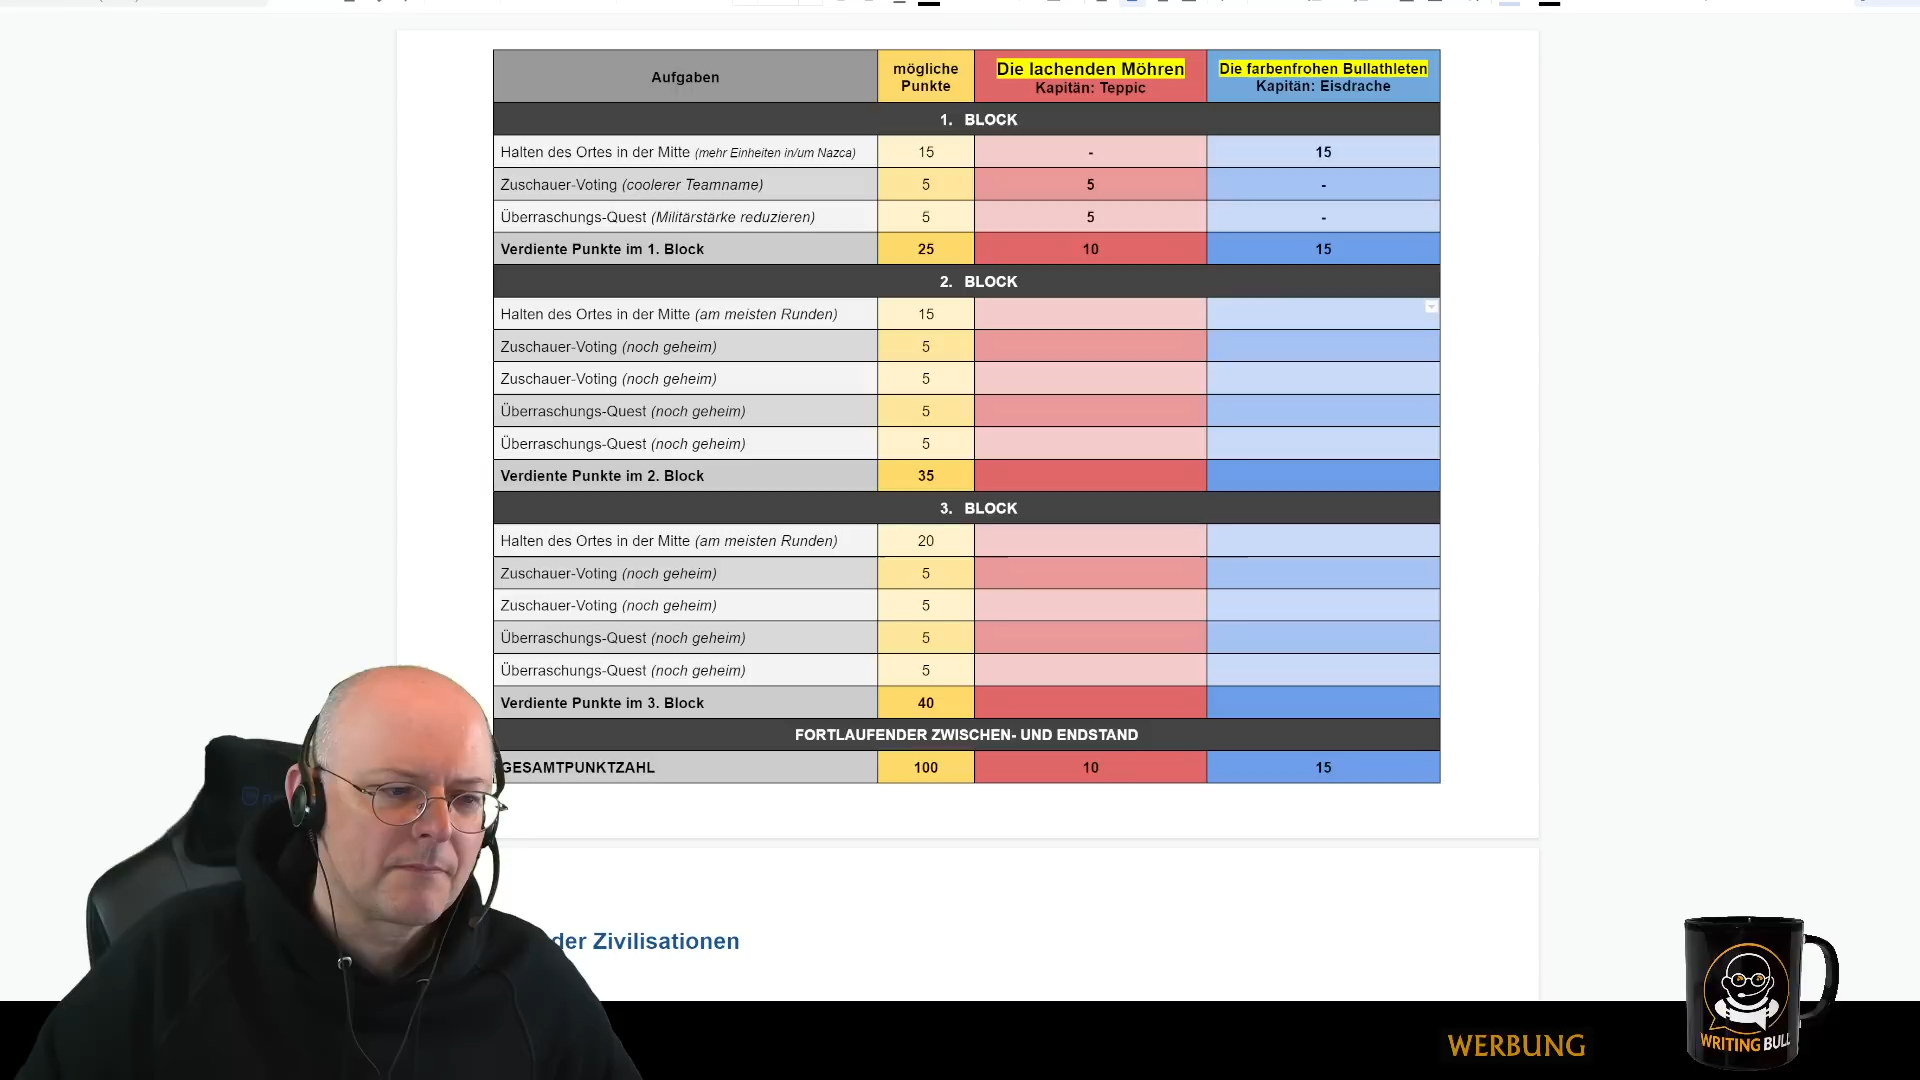 Aufgaben
mögliche Punkte
Die lachenden Möhren
Kapitän: Teppic
Die farbenfrohen Bullathleten
Kapitän: Eisdrache
1. BLOCK
Halten des Ortes in der Mitte (mehr Einheiten in/um Nazca) 15 - 15
Zuschauer-Voting (coolerer Teamname) 5 5 -
Überraschungs-Quest (Militärstärke reduzieren) 5 5 -
Verdiente Punkte im 1. Block 25 10 15
2. BLOCK
Halten des Ortes in der Mitte (am meisten Runden) 15
Zuschauer-Voting (noch geheim) 5
Zuschauer-Voting (noch geheim) 5
Überraschungs-Quest (noch geheim) 5
Überraschungs-Quest (noch geheim) 5
Verdiente Punkte im 2. Block 35
3. BLOCK
Halten des Ortes in der Mitte (am meisten Runden) 20
Zuschauer-Voting (noch geheim) 5
Zuschauer-Voting (noch geheim) 5
Überraschungs-Quest (noch geheim) 5
Überraschungs-Quest (noch geheim) 5
Verdiente Punkte im 3. Block 40
FORTLAUFENDER ZWISCHEN- UND ENDSTAND
GESAMTPUNKTZAHL 100 10 15
der Zivilisationen
WERBUNG
WRITING BULL